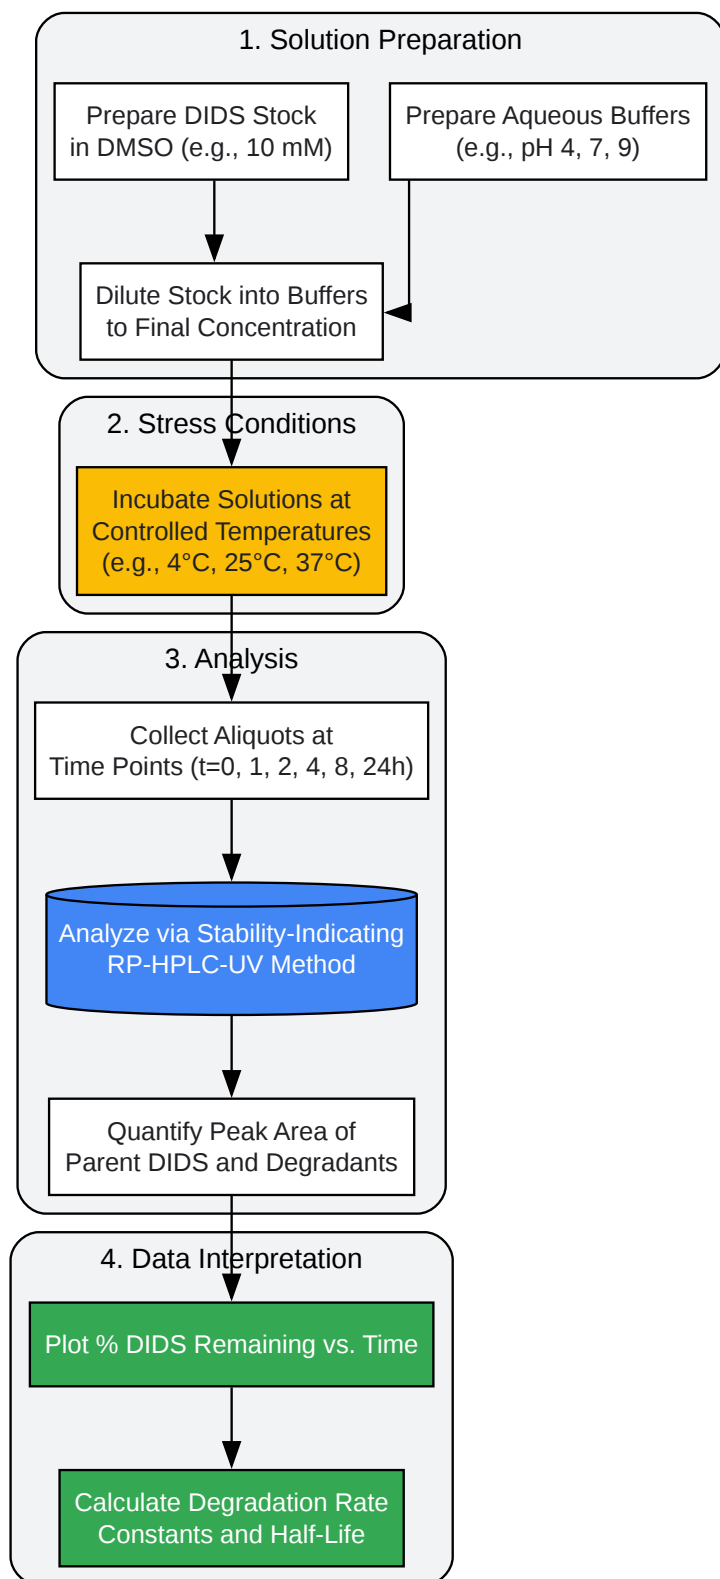 1. Solution Preparation
Prepare DIDS Stock
in DMSO (e.g., 10 mM)
Prepare Aqueous Buffers
(e.g., pH 4, 7, 9)
Dilute Stock into Buffers
to Final Concentration
2. Stress Conditions
Incubate Solutions at
Controlled Temperatures
(e.g., 4°C, 25°C, 37°C)
3. Analysis
Collect Aliquots at
Time Points (t=0, 1, 2, 4, 8, 24h)
Analyze via Stability-Indicating
RP-HPLC-UV Method
Quantify Peak Area of
Parent DIDS and Degradants
4. Data Interpretation
Plot % DIDS Remaining vs. Time
Calculate Degradation Rate
Constants and Half-Life